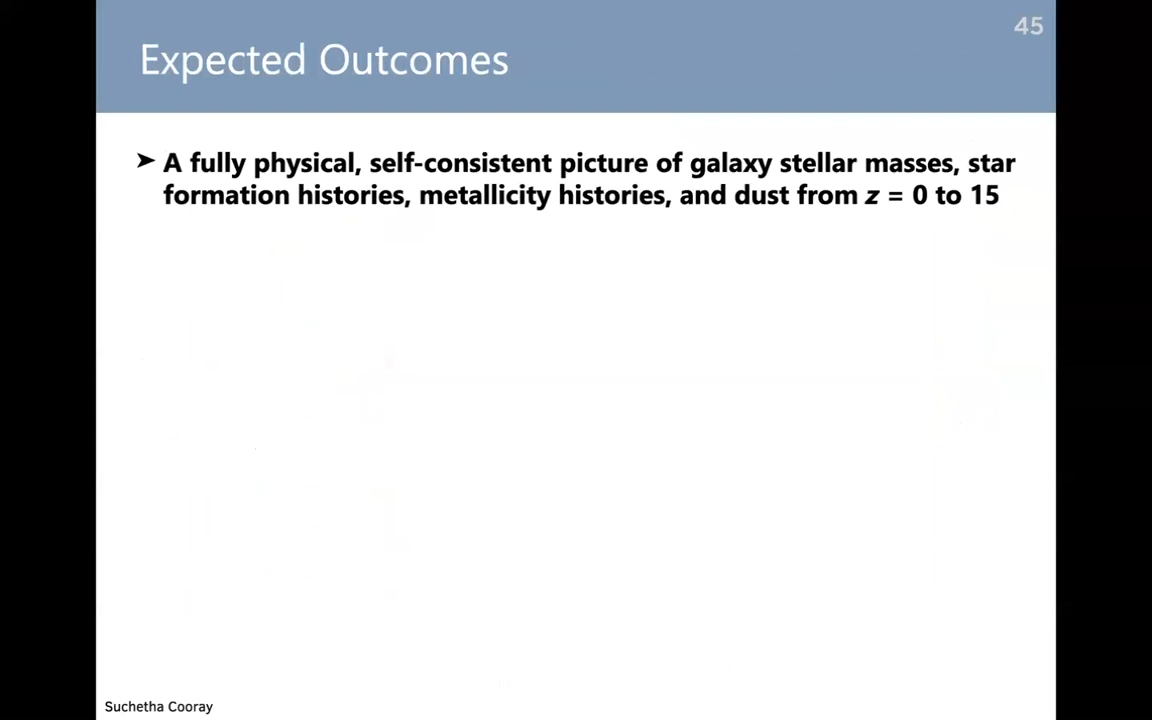 45
Expected Outcomes
➤ A fully physical, self-consistent picture of galaxy stellar masses, star
formation histories, metallicity histories, and dust from z = 0 to 15
Suchetha Cooray